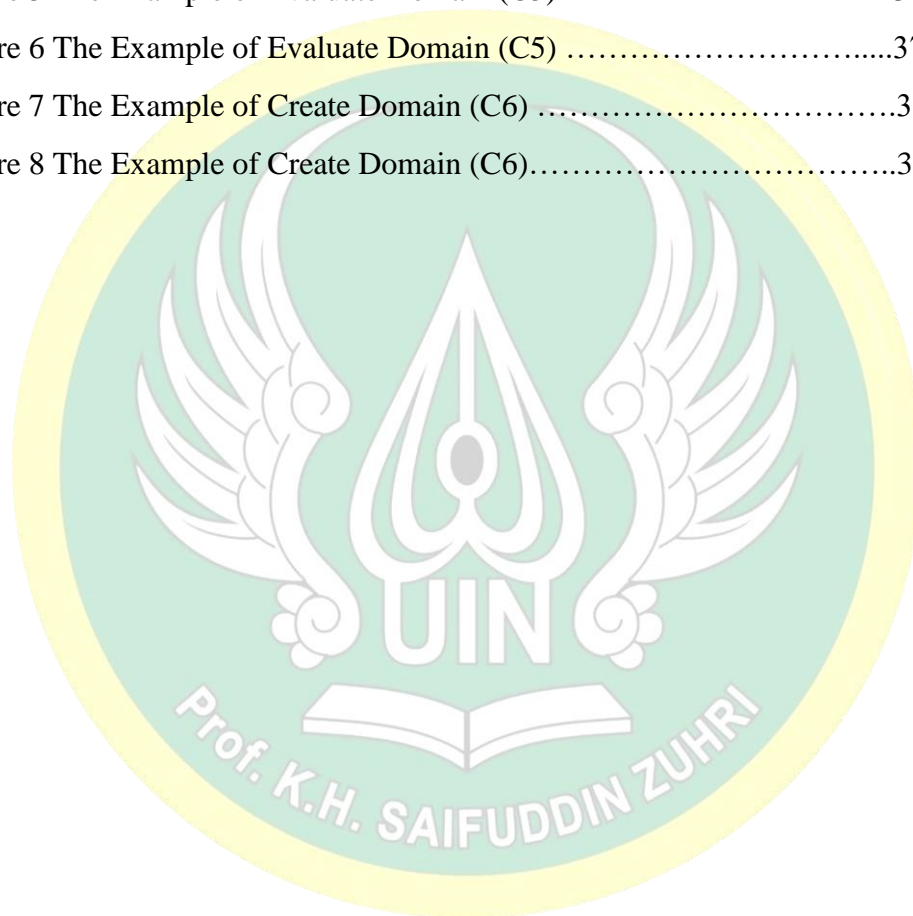 re 6 The Example of Evaluate Domain (C5) ……………………….....37
re 7 The Example of Create Domain (C6) …………………………….3
re 8 The Example of Create Domain (C6)……………………………..3
UIN
Prof. K.H. SAIFUDDIN ZUHRI